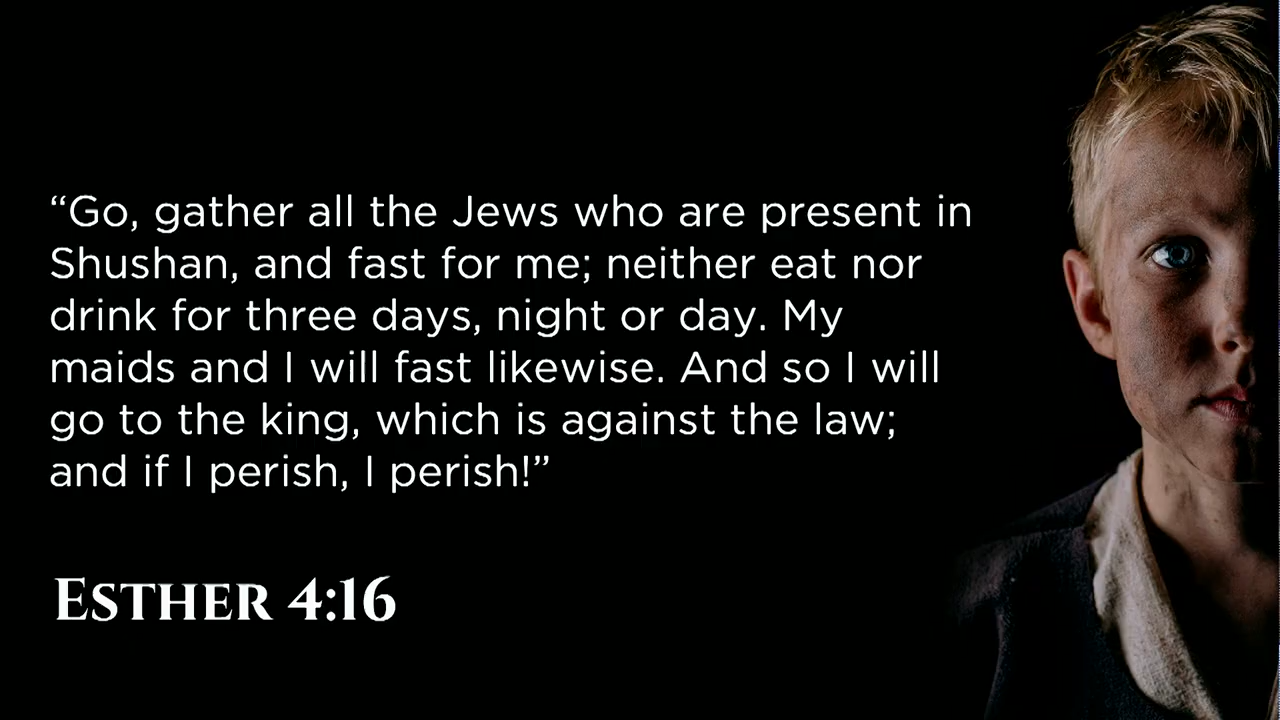 “Go, gather all the Jews who are present in
Shushan, and fast for me; neither eat nor
drink for three days, night or day. My
maids and I will fast likewise. And so I will
go to the king, which is against the law;
and if I perish, I perish!”
Esther 4:16